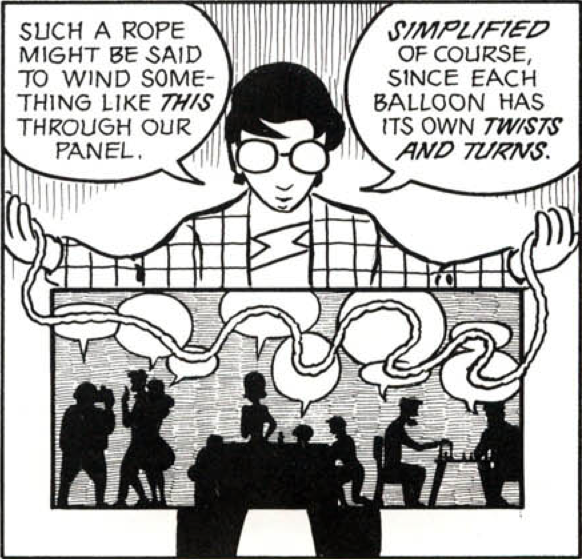 SUCH A ROPE
MIGHT BE SAID
TO WIND SOME-
THING LIKE THIS
THROUGH OUR
PANEL.
SIMPLIFIED
OF COURSE,
SINCE EACH
BALLOON HAS
ITS OWN TWISTS
AND TURNS.